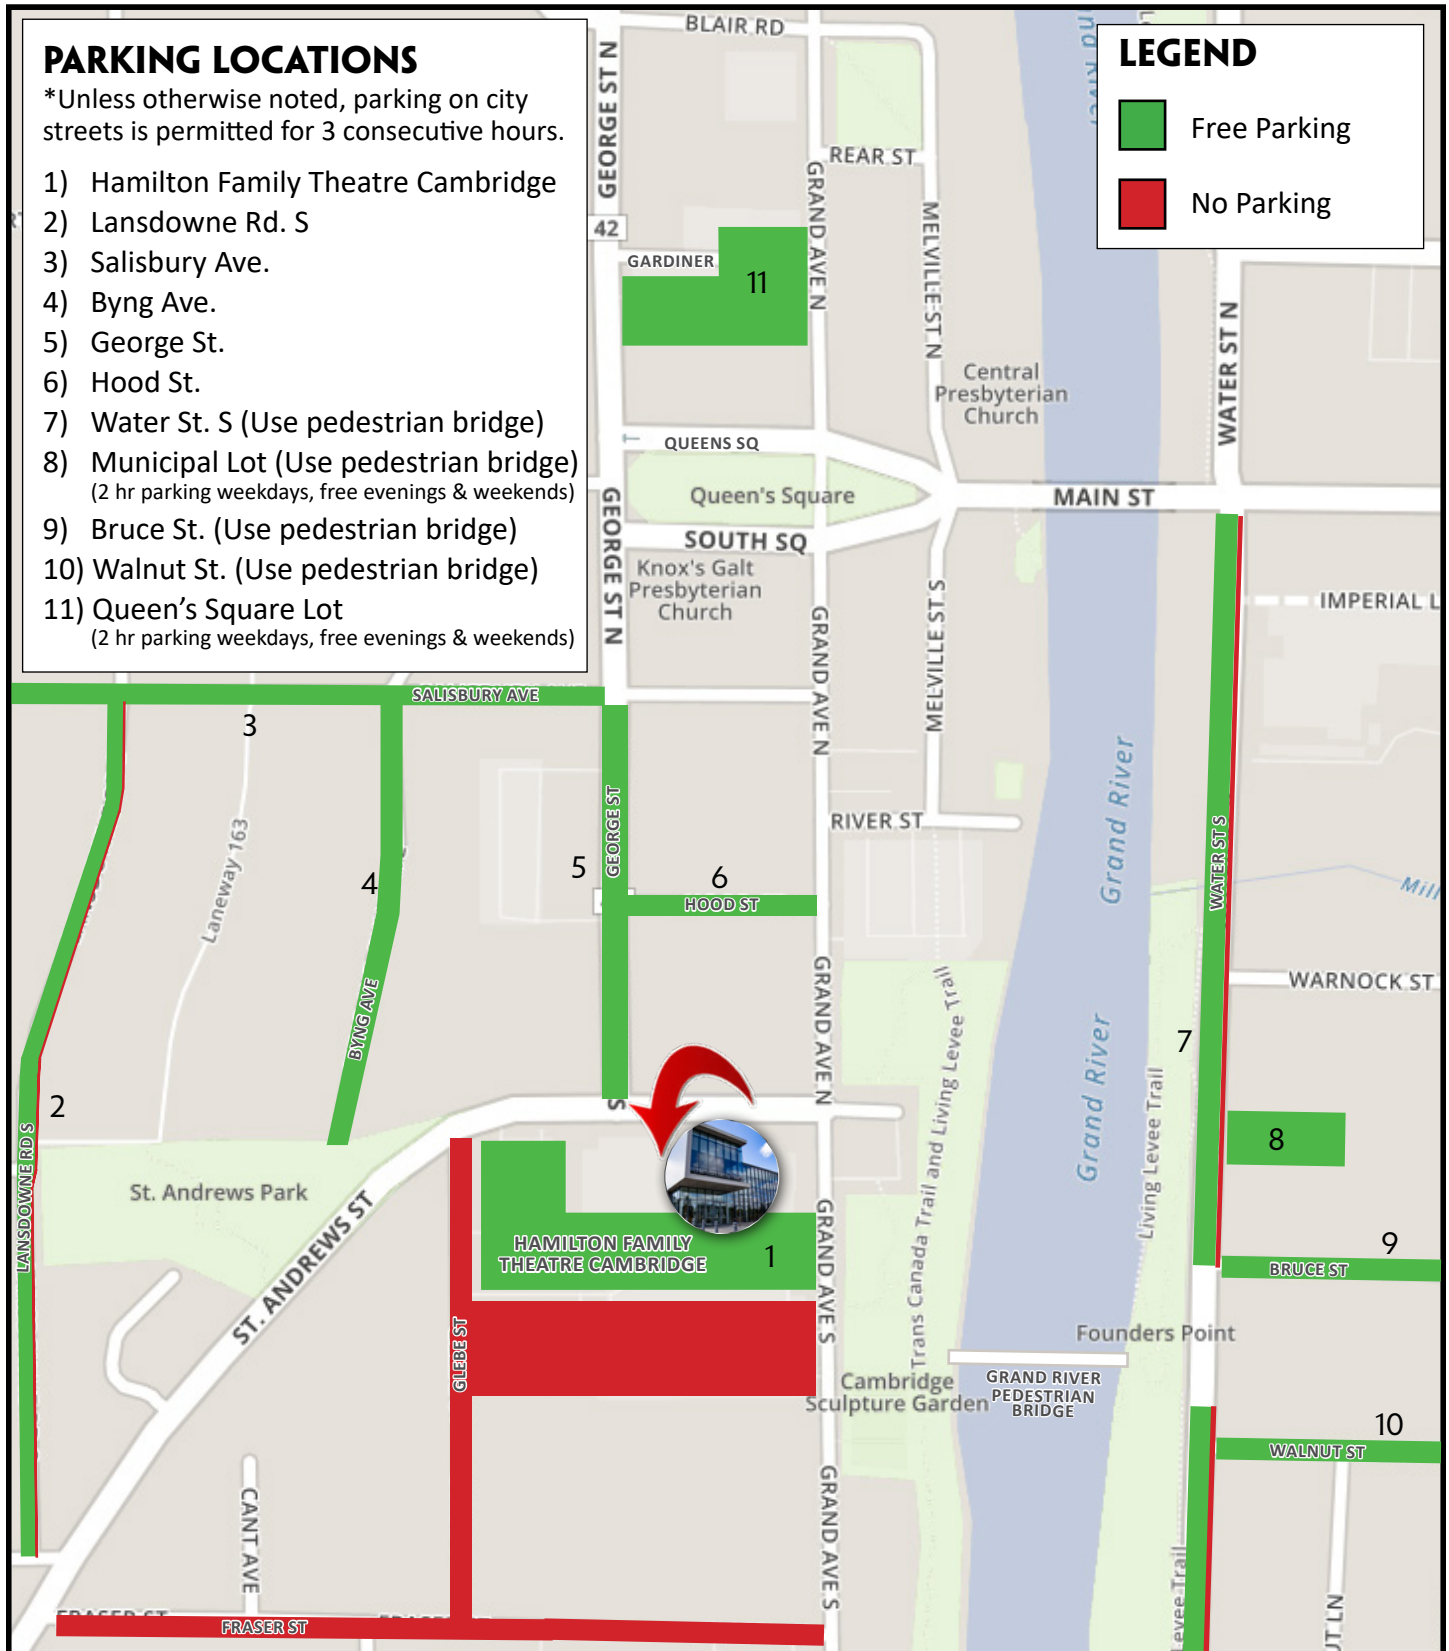 PARKING LOCATIONS
*Unless otherwise noted, parking on city
streets is permitted for 3 consecutive hours.
1) Hamilton Family Theatre Cambridge
2) Lansdowne Rd. S
3) Salisbury Ave.
4) Byng Ave.
5) George St.
6) Hood St.
7) Water St. S (Use pedestrian bridge)
8) Municipal Lot (Use pedestrian bridge)
(2 hr parking weekdays, free evenings & weekends)
9) Bruce St. (Use pedestrian bridge)
10) Walnut St. (Use pedestrian bridge)
11) Queen's Square Lot
(2 hr parking weekdays, free evenings & weekends)
LEGEND
Free Parking
No Parking
BLAIR RD
GEORGE ST N
REAR ST
GRAND AVE N
MELVILLE ST N
42
GARDINER
11
WATER ST N
Central
Presbyterian
Church
QUEENS SQ
Queen's Square
MAIN ST
SOUTH SQ
GEORGE ST N
Knox's Galt
Presbyterian
Church
IMPERIAL L
GRAND AVE N
MELVILLE ST S
SALISBURY AVE
3
Grand River
RIVER ST
GEORGE ST
5
6
HOOD ST
4
Laneway 163
WATER ST S
Mill
BYNG AVE
GRAND AVE N
WARNOCK ST
7
Grand River
Trans Canada Trail and Living Levee Trail
Living Levee Trail
2
S
8
LANSDOWNE RD S
St. Andrews Park
ST. ANDREWS ST
HAMILTON FAMILY
THEATRE CAMBRIDGE
1
GRAND AVE S
9
BRUCE ST
Founders Point
GLEBE ST
GRAND RIVER
PEDESTRIAN
BRIDGE
Cambridge
Sculpture Garden
10
WALNUT ST
CANT AVE
GRAND AVE S
Levee Trail
UT LN
FRASER ST